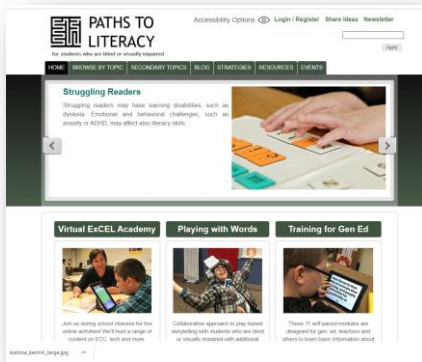 PATHS TO
LITERACY
for students who are blind or visually impaired
Accessibility Options Login / Register Share Ideas Newsletter
Apply
HOME BROWSE BY TOPIC SECONDARY TOPICS BLOG STRATEGIES RESOURCES EVENTS
Struggling Readers
Struggling readers may have learning disabilities, such as
dyslexia. Emotional and behavioral challenges, such as
anxiety or ADHD, may affect also literacy skills.
Virtual ExCEL Academy
Join us during school closures for live
online activities! We'll host a range of
content on ECC, tech and more.
Playing with Words
Collaborative approach to play-based
storytelling with students who are blind
or visually impaired with additional
Training for Gen Ed
These 11 self-paced modules are
designed for gen. ed. teachers and
others to learn basic information about
katrina_kermit_large.jpg